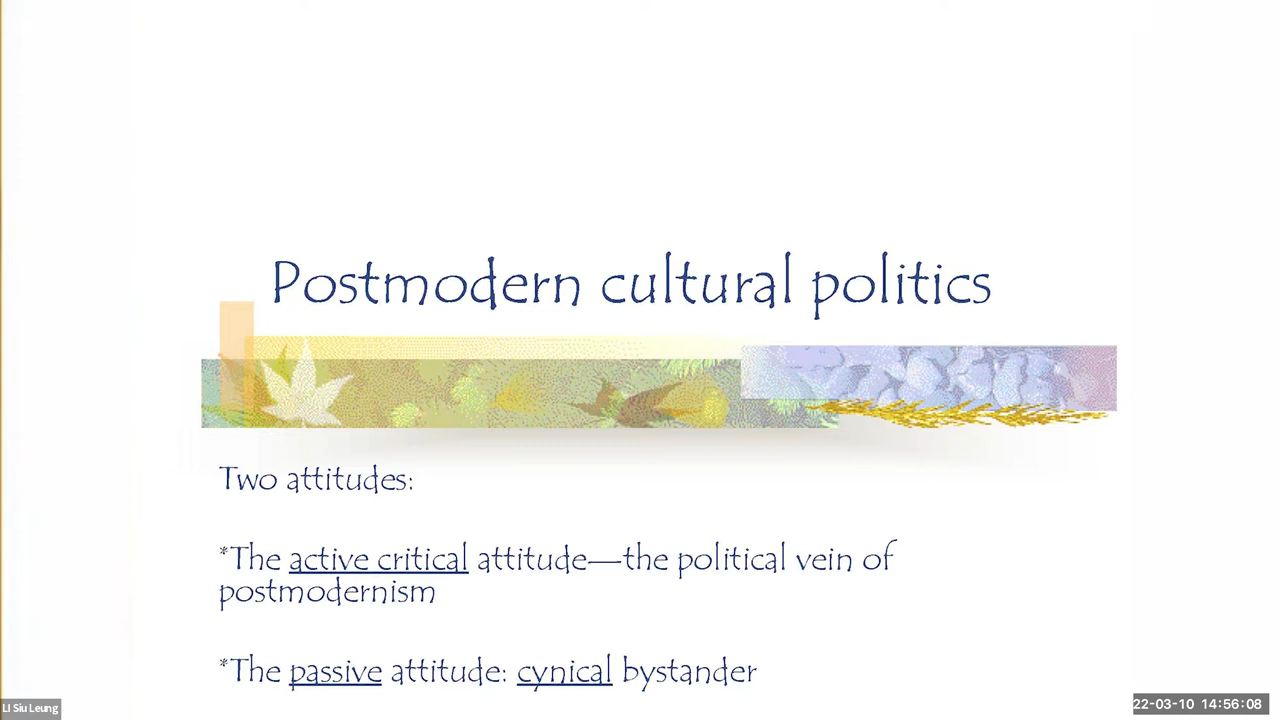 Postmodern cultural politics
Two attitudes:
*The active critical attitude—the political vein of
postmodernism
*The passive attitude: cynical bystander
LI Siu Leung
22-03-10 14:56:08